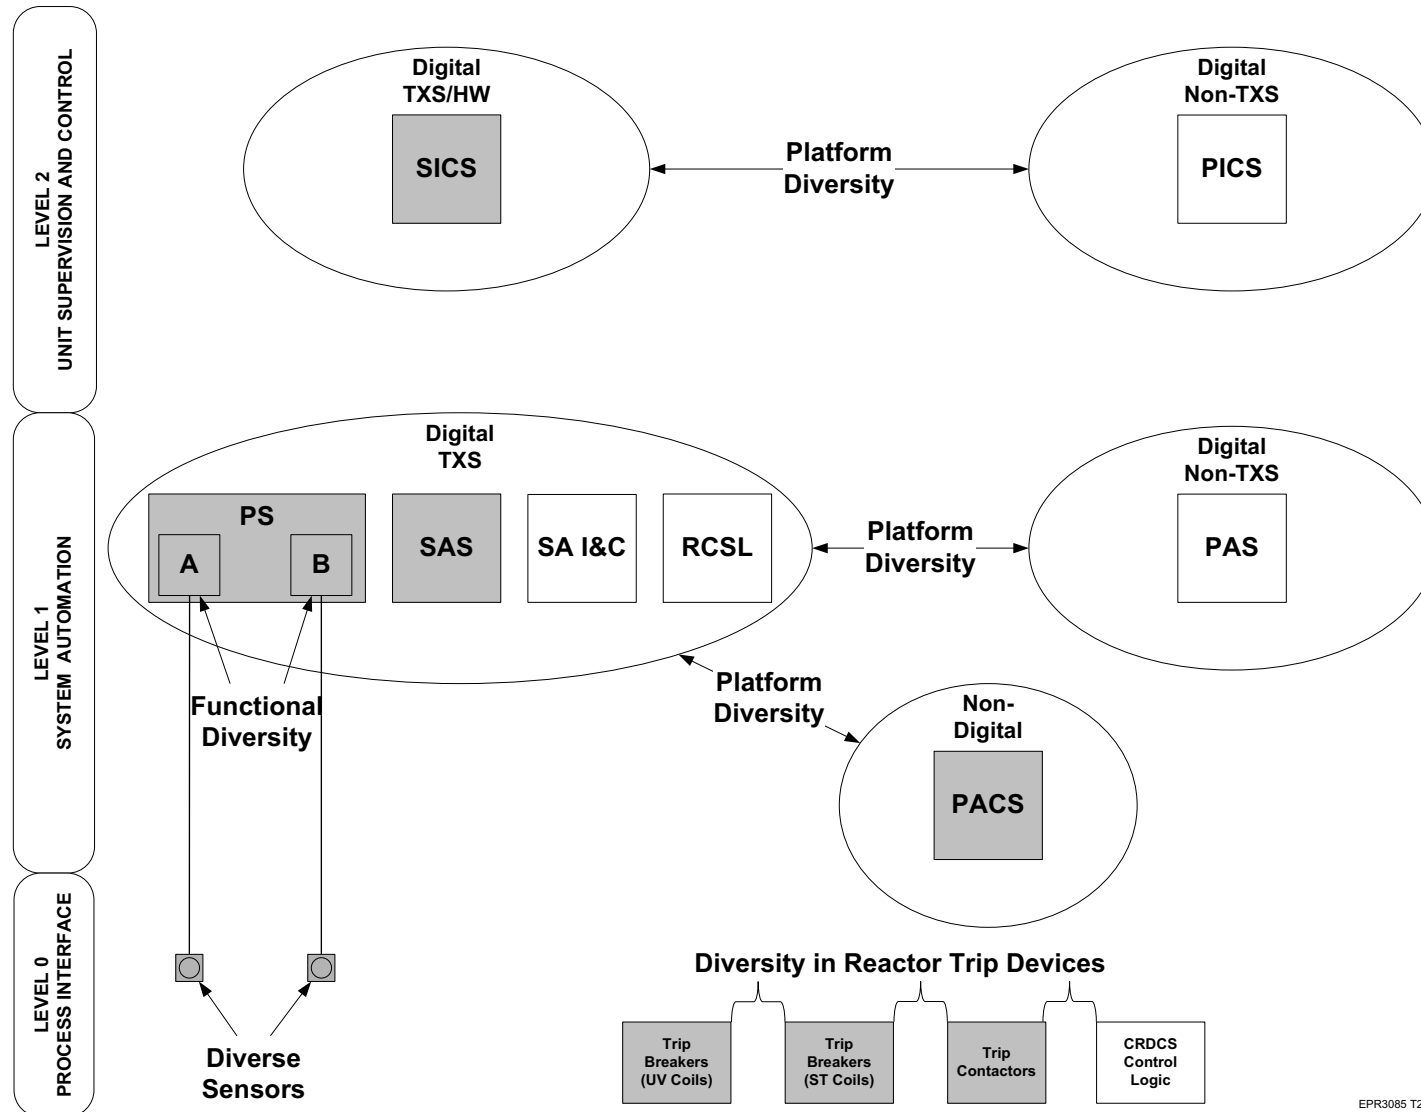 LEVEL 2
UNIT SUPERVISION AND CONTROL
Digital
TXS/HW
SICS
Platform
Diversity
Digital
Non-TXS
PICS
LEVEL 1
SYSTEM AUTOMATION
Digital
TXS
PS
A
B
SAS
SA I&C
RCSL
Platform
Diversity
Digital
Non-TXS
PAS
Functional
Diversity
Platform
Diversity
Non-
Digital
PACS
LEVEL 0
PROCESS INTERFACE
Diverse
Sensors
Diversity in Reactor Trip Devices
Trip
Breakers
(UV Coils)
Trip
Breakers
(ST Coils)
Trip
Contactors
CRDCS
Control
Logic
EPR3085 T2